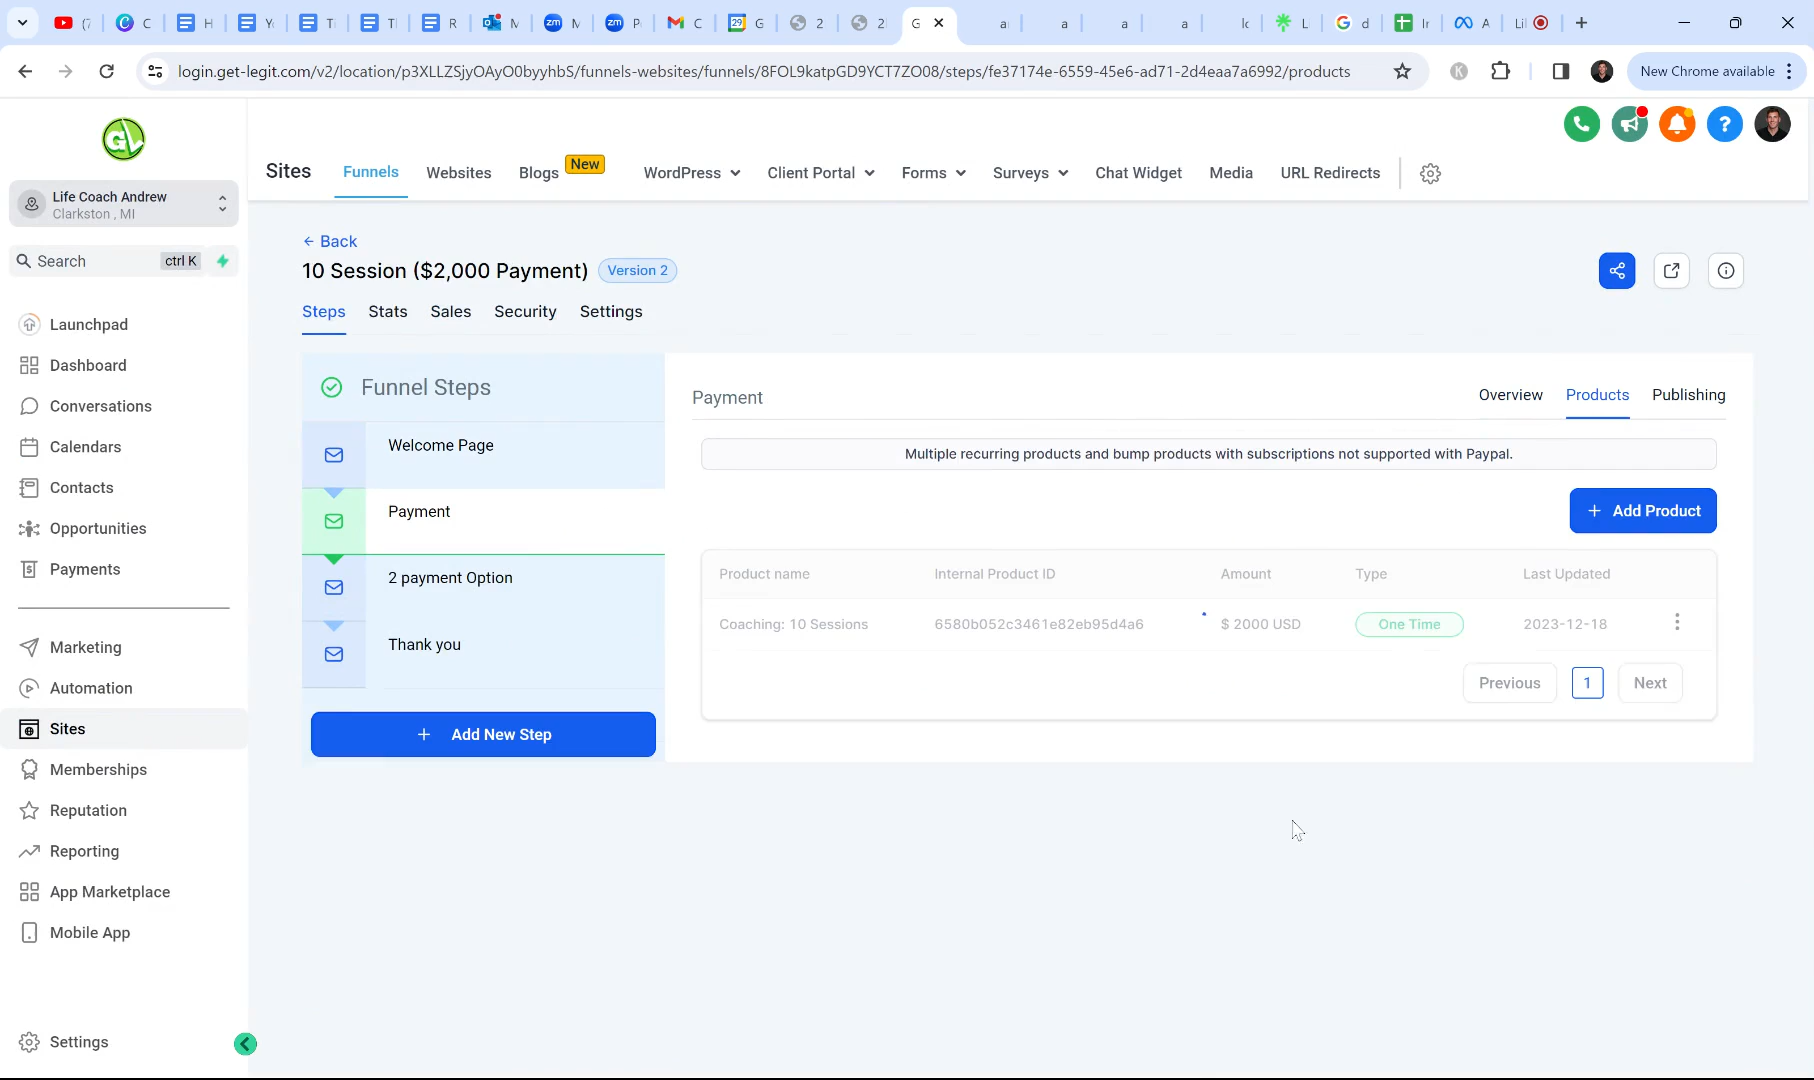 login.get-legit.com/v2/location/p3XLLZSjyOAyO0byyhbS/funnels-websites/funnels/8FOL9katpGD9YCT7ZO08/steps/fe37174e-6559-45e6-ad71-2d4eaa7a6992/products
New Chrome available
GL
Life Coach Andrew
Clarkston , MI
Search
ctrl K
Launchpad
Dashboard
Conversations
Calendars
Contacts
Opportunities
Payments
Marketing
Automation
Sites
Memberships
Reputation
Reporting
App Marketplace
Mobile App
Settings
Sites
Funnels
Websites
Blogs
New
WordPress
Client Portal
Forms
Surveys
Chat Widget
Media
URL Redirects
Back
10 Session ($2,000 Payment)
Version 2
Steps
Stats
Sales
Security
Settings
Funnel Steps
Welcome Page
Payment
2 payment Option
Thank you
+ Add New Step
Payment
Overview
Products
Publishing
Multiple recurring products and bump products with subscriptions not supported with Paypal.
+ Add Product
Product name
Internal Product ID
Amount
Type
Last Updated
Coaching: 10 Sessions
6580b052c3461e82eb95d4a6
$ 2000 USD
One Time
2023-12-18
Previous
1
Next